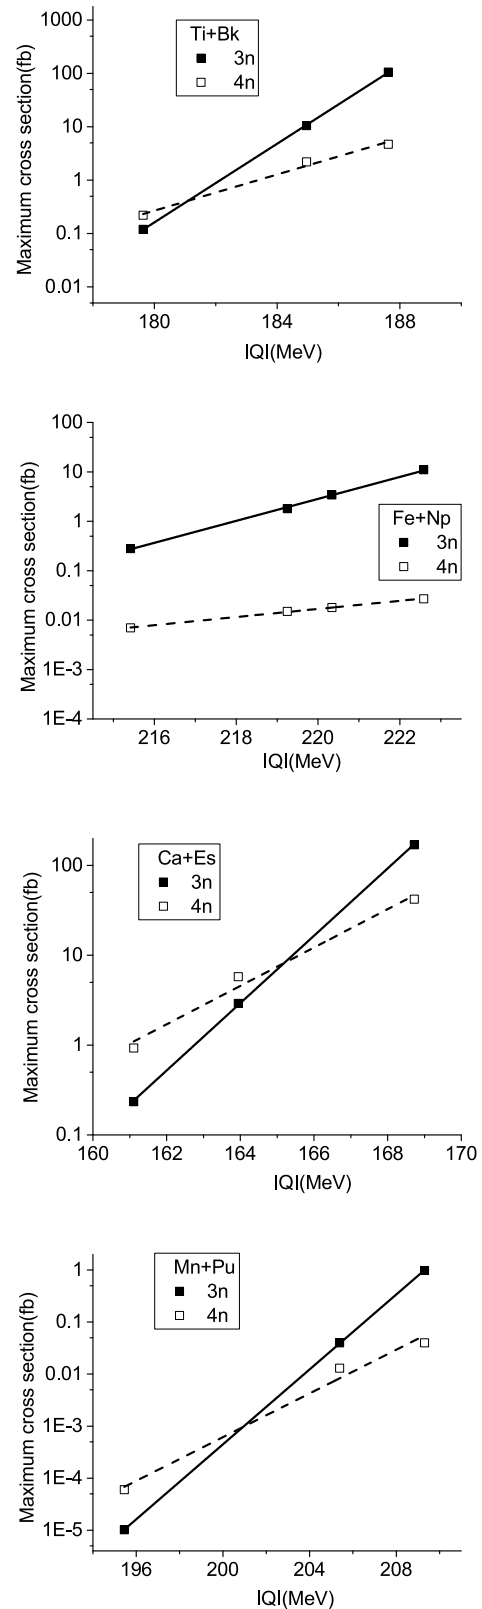 Ti+Bk
3n
4n
1000
100
10
1
0.1
0.01
Maximum cross section(fb)
180 184 188
IQI(MeV)
Fe+Np
3n
4n
100
10
1
0.1
0.01
1E-3
1E-4
Maximum cross section(fb)
216 218 220 222
IQI(MeV)
Ca+Es
3n
4n
100
10
1
0.1
Maximum cross section(fb)
160 162 164 166 168 170
IQI(MeV)
Mn+Pu
3n
4n
1
0.1
0.01
1E-3
1E-4
1E-5
Maximum cross section(fb)
196 200 204 208
IQI(MeV)